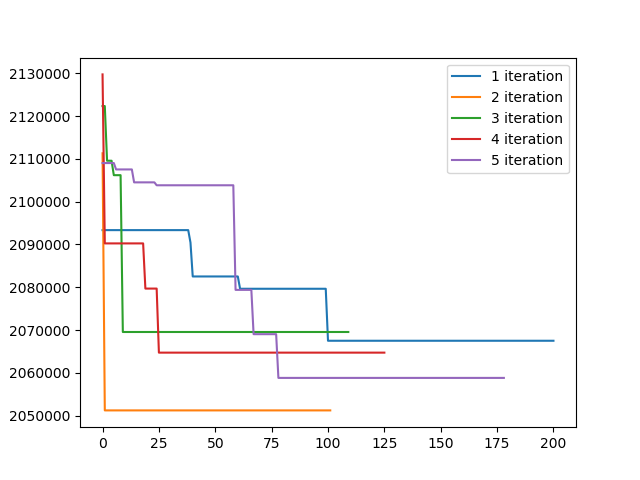 2130000
2120000
2110000
2100000
2090000
2080000
2070000
2060000
2050000
0 25 50 75 100 125 150 175 200
1 iteration
2 iteration
3 iteration
4 iteration
5 iteration